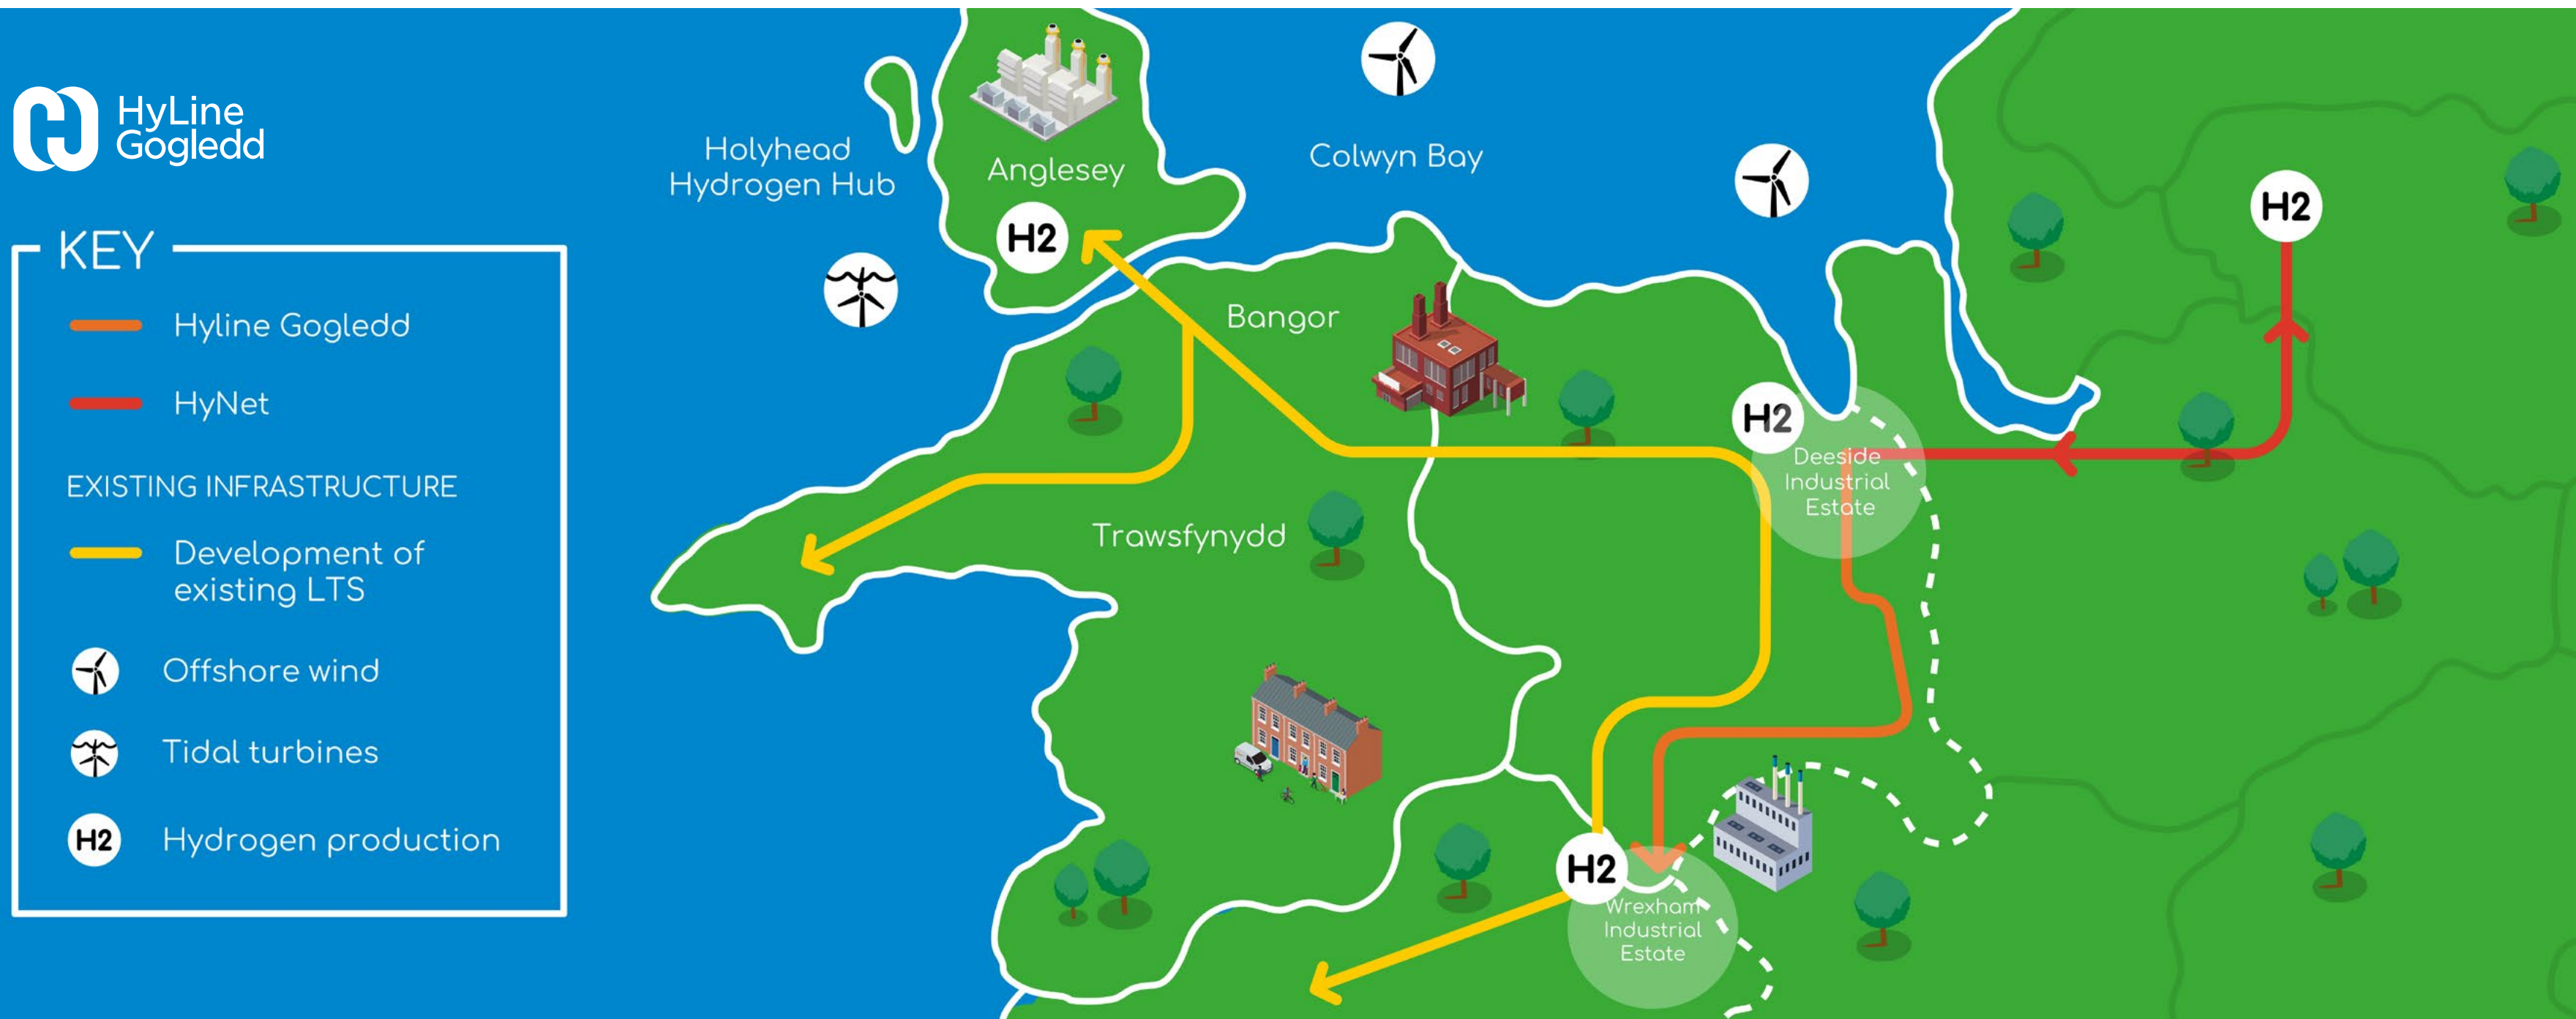 HyLine
Gogledd
KEY
Hyline Gogledd
HyNet
EXISTING INFRASTRUCTURE
Development of
existing LTS
Offshore wind
Tidal turbines
H2
Hydrogen production
Holyhead
Hydrogen Hub
Anglesey
H2
Colwyn Bay
Bangor
Trawsfynydd
H2
Deeside
Industrial
Estate
H2
H2
Wrexham
Industrial
Estate